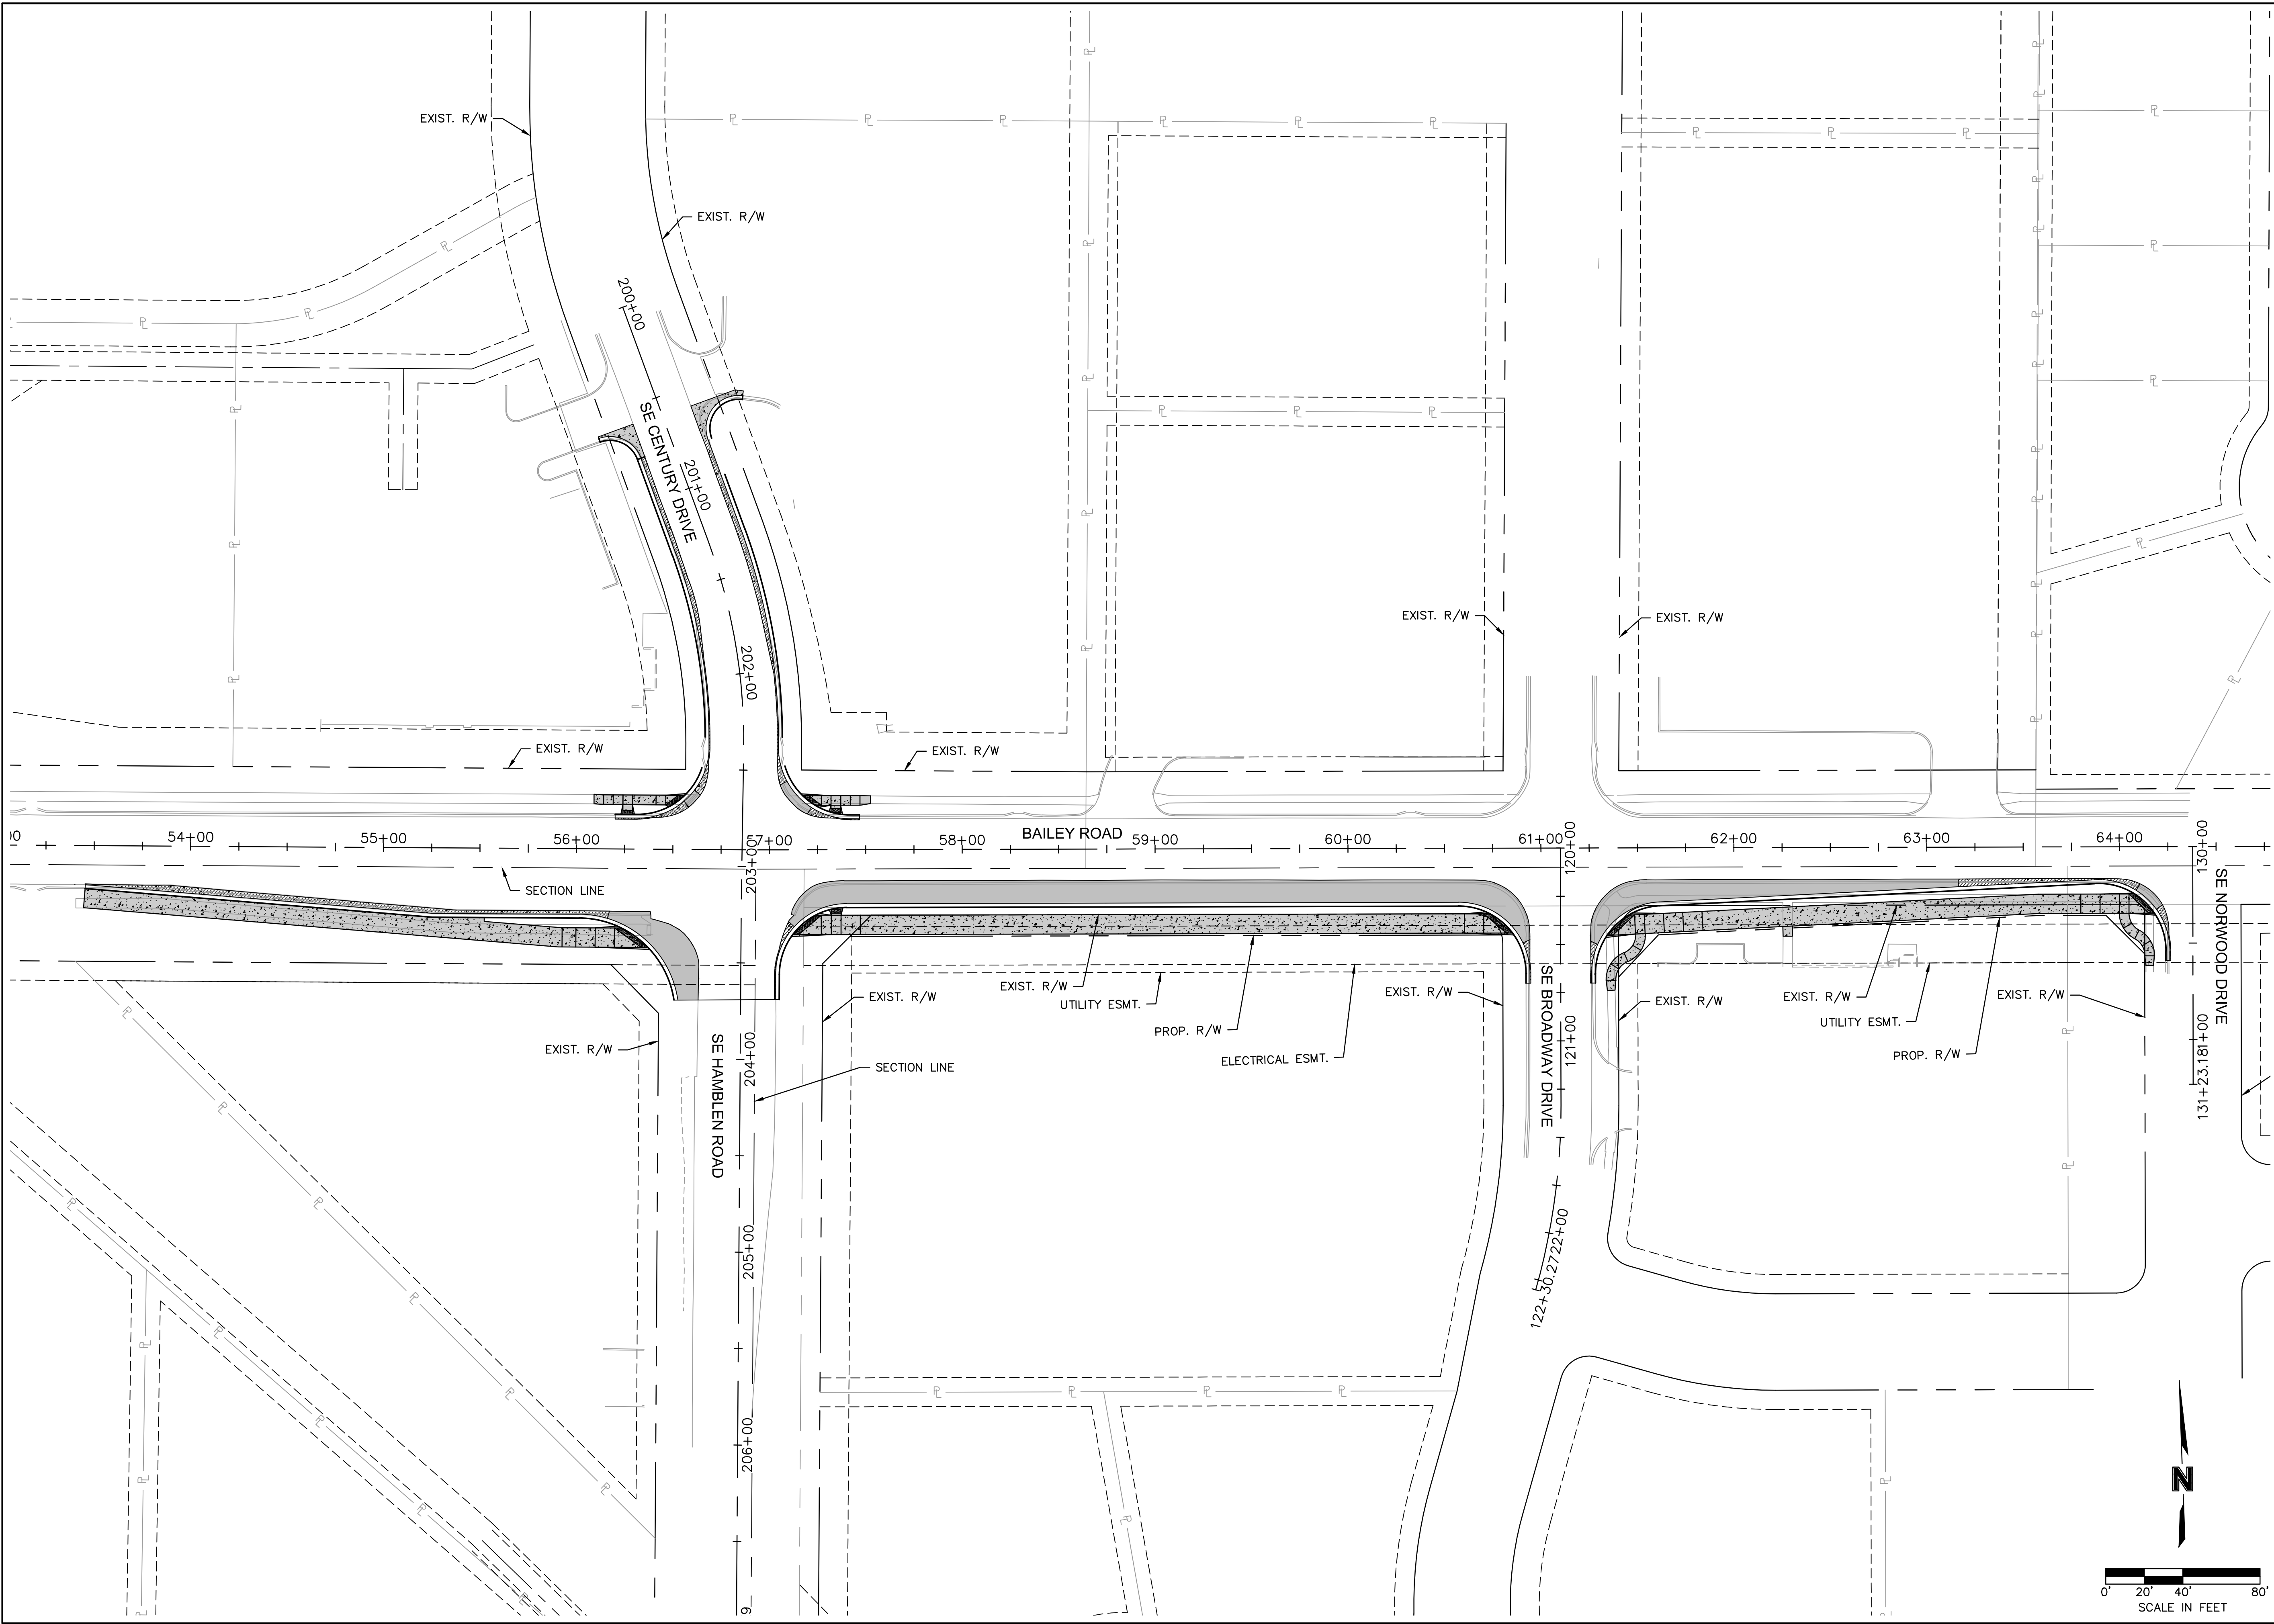 EXIST. R/W
EXIST. R/W
200+00
SE CENTURY DRIVE
201+00
202+00
EXIST. R/W
EXIST. R/W
EXIST. R/W
EXIST. R/W
BAILEY ROAD
00
54+00
55+00
56+00
57+00
58+00
59+00
60+00
61+00
62+00
63+00
64+00
203+00
120+00
130+00
SECTION LINE
SE HAMBLEN ROAD
204+00
205+00
206+00
9
EXIST. R/W
SECTION LINE
EXIST. R/W
EXIST. R/W
UTILITY ESMT.
PROP. R/W
ELECTRICAL ESMT.
EXIST. R/W
SE BROADWAY DRIVE
121+00
122+30.2722+00
EXIST. R/W
EXIST. R/W
UTILITY ESMT.
PROP. R/W
EXIST. R/W
SE NORWOOD DRIVE
131+23.181+00
N
0' 20' 40' 80'
SCALE IN FEET